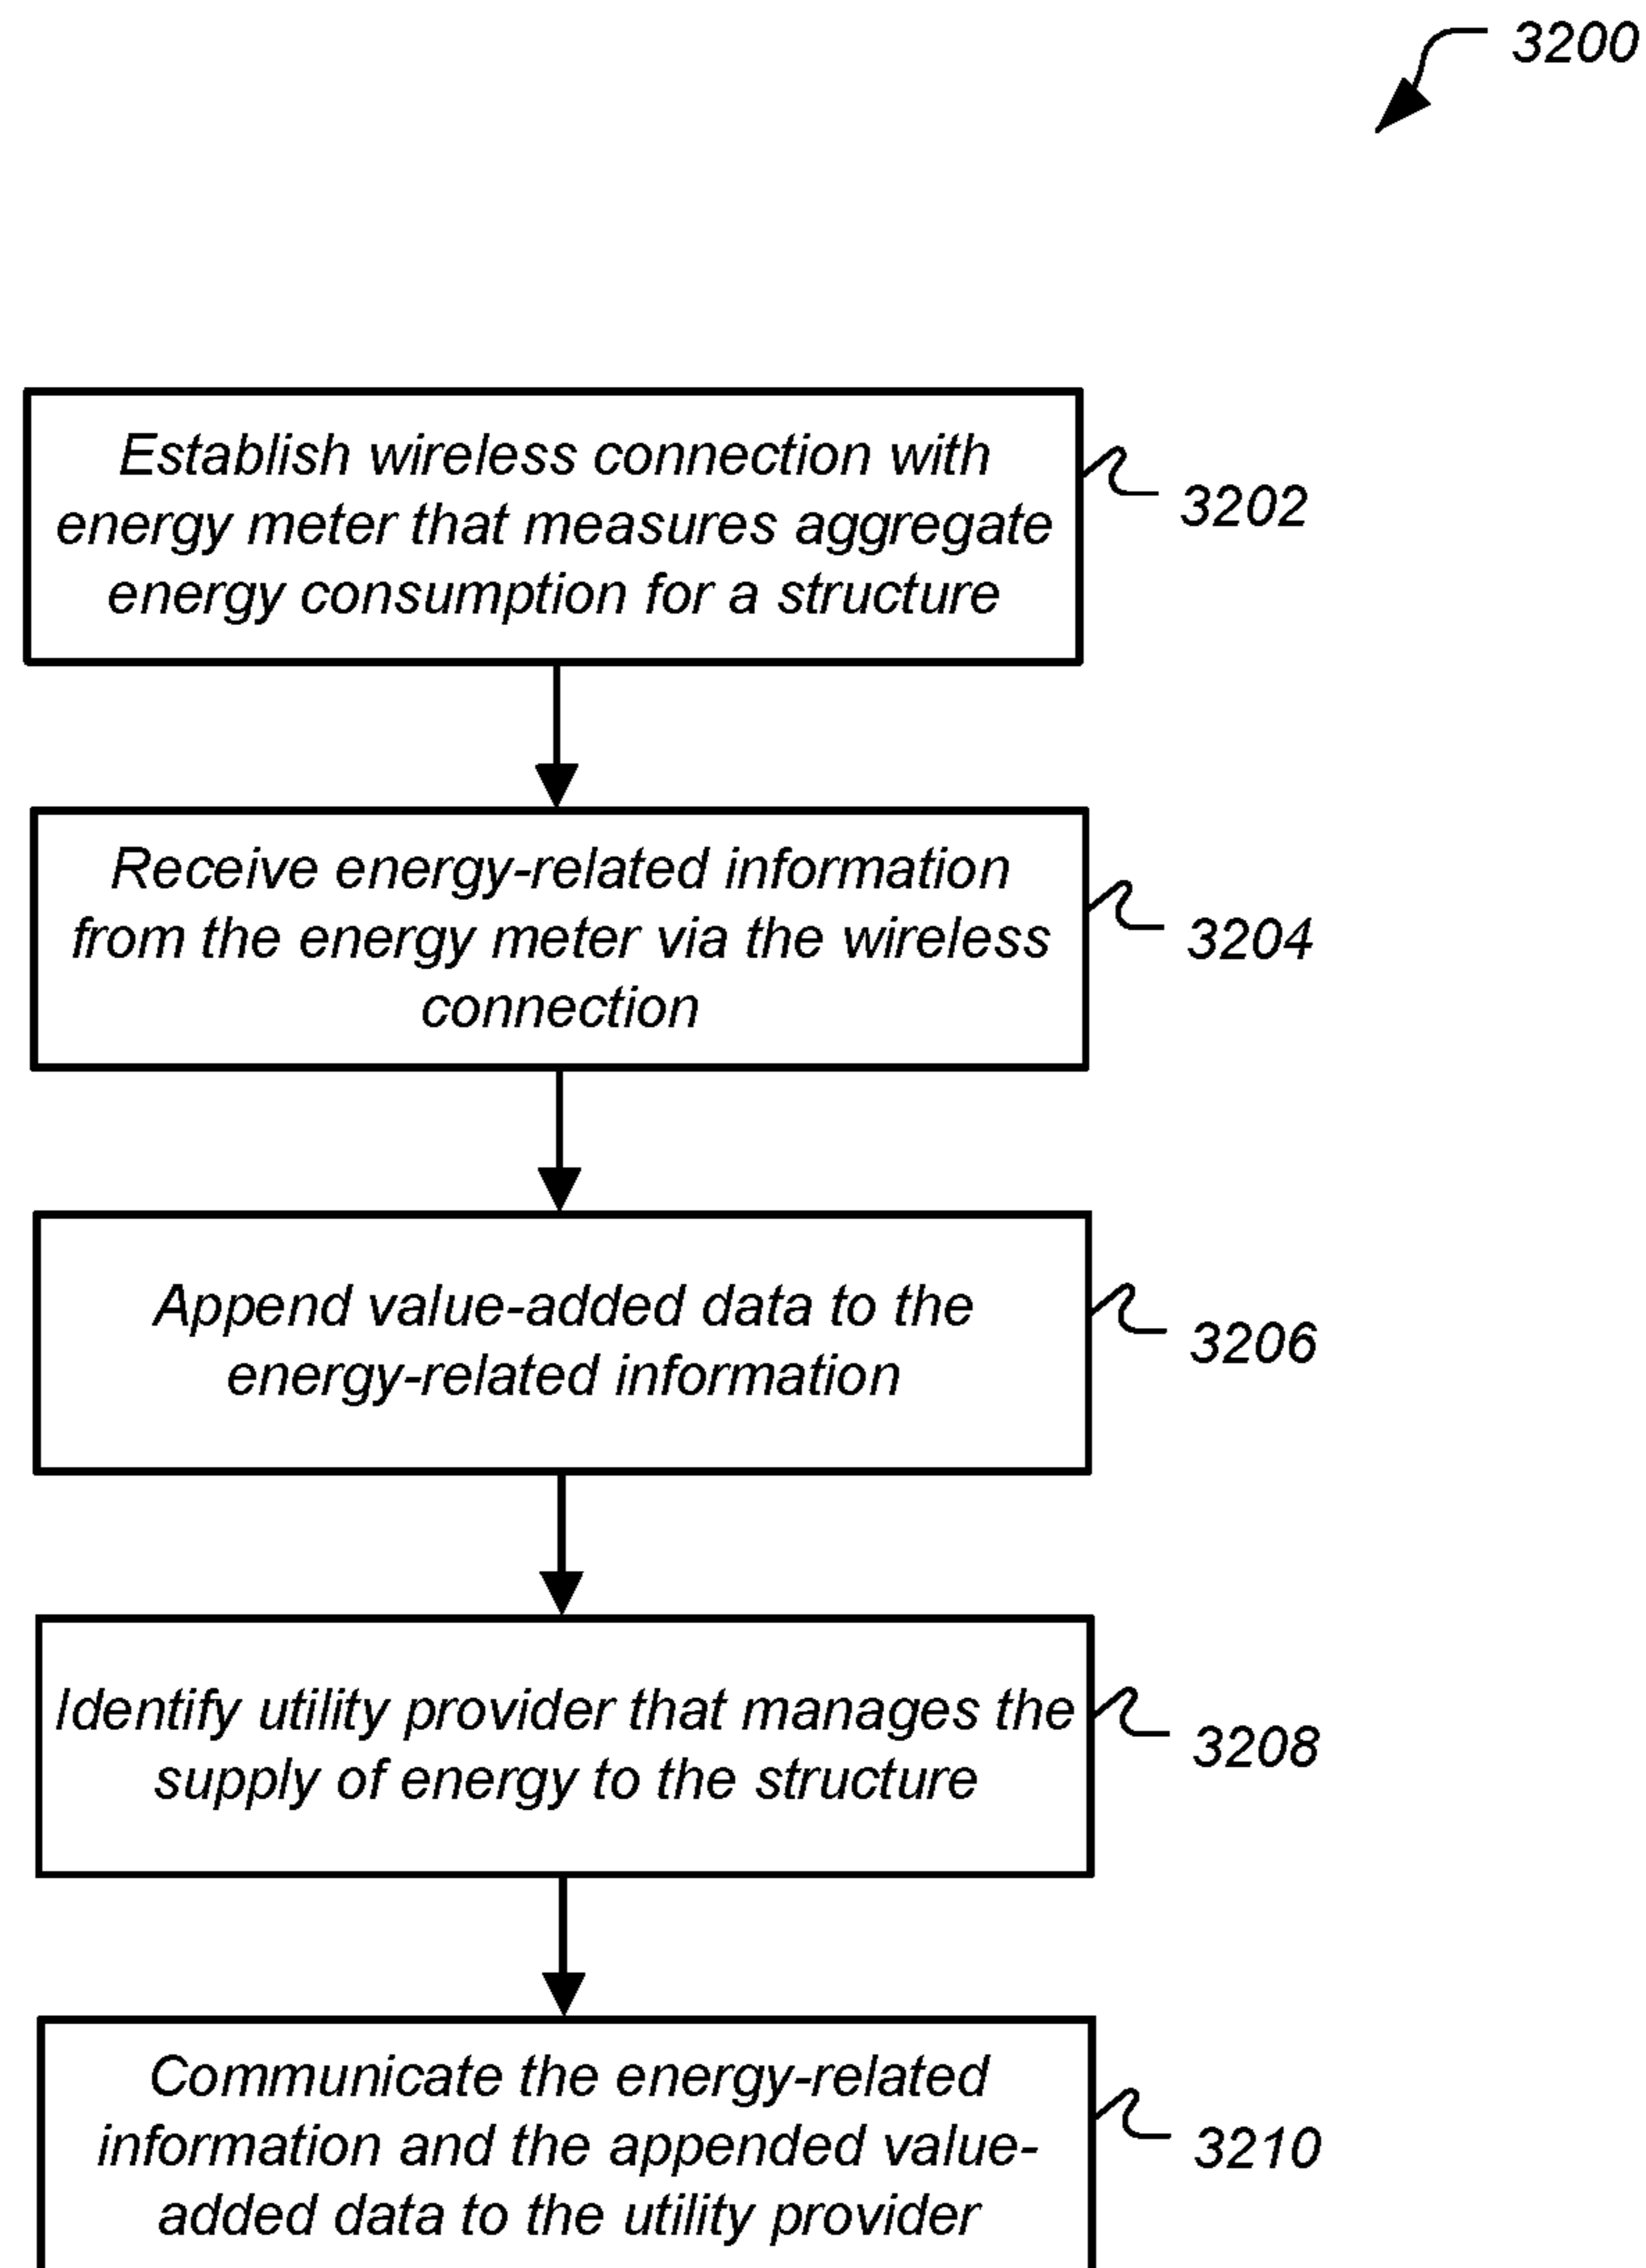 3200
Establish wireless connection with
energy meter that measures aggregate
energy consumption for a structure
3202
Receive energy-related information
from the energy meter via the wireless
connection
3204
Append value-added data to the
energy-related information
3206
Identify utility provider that manages the
supply of energy to the structure
3208
Communicate the energy-related
information and the appended value-
added data to the utility provider
3210